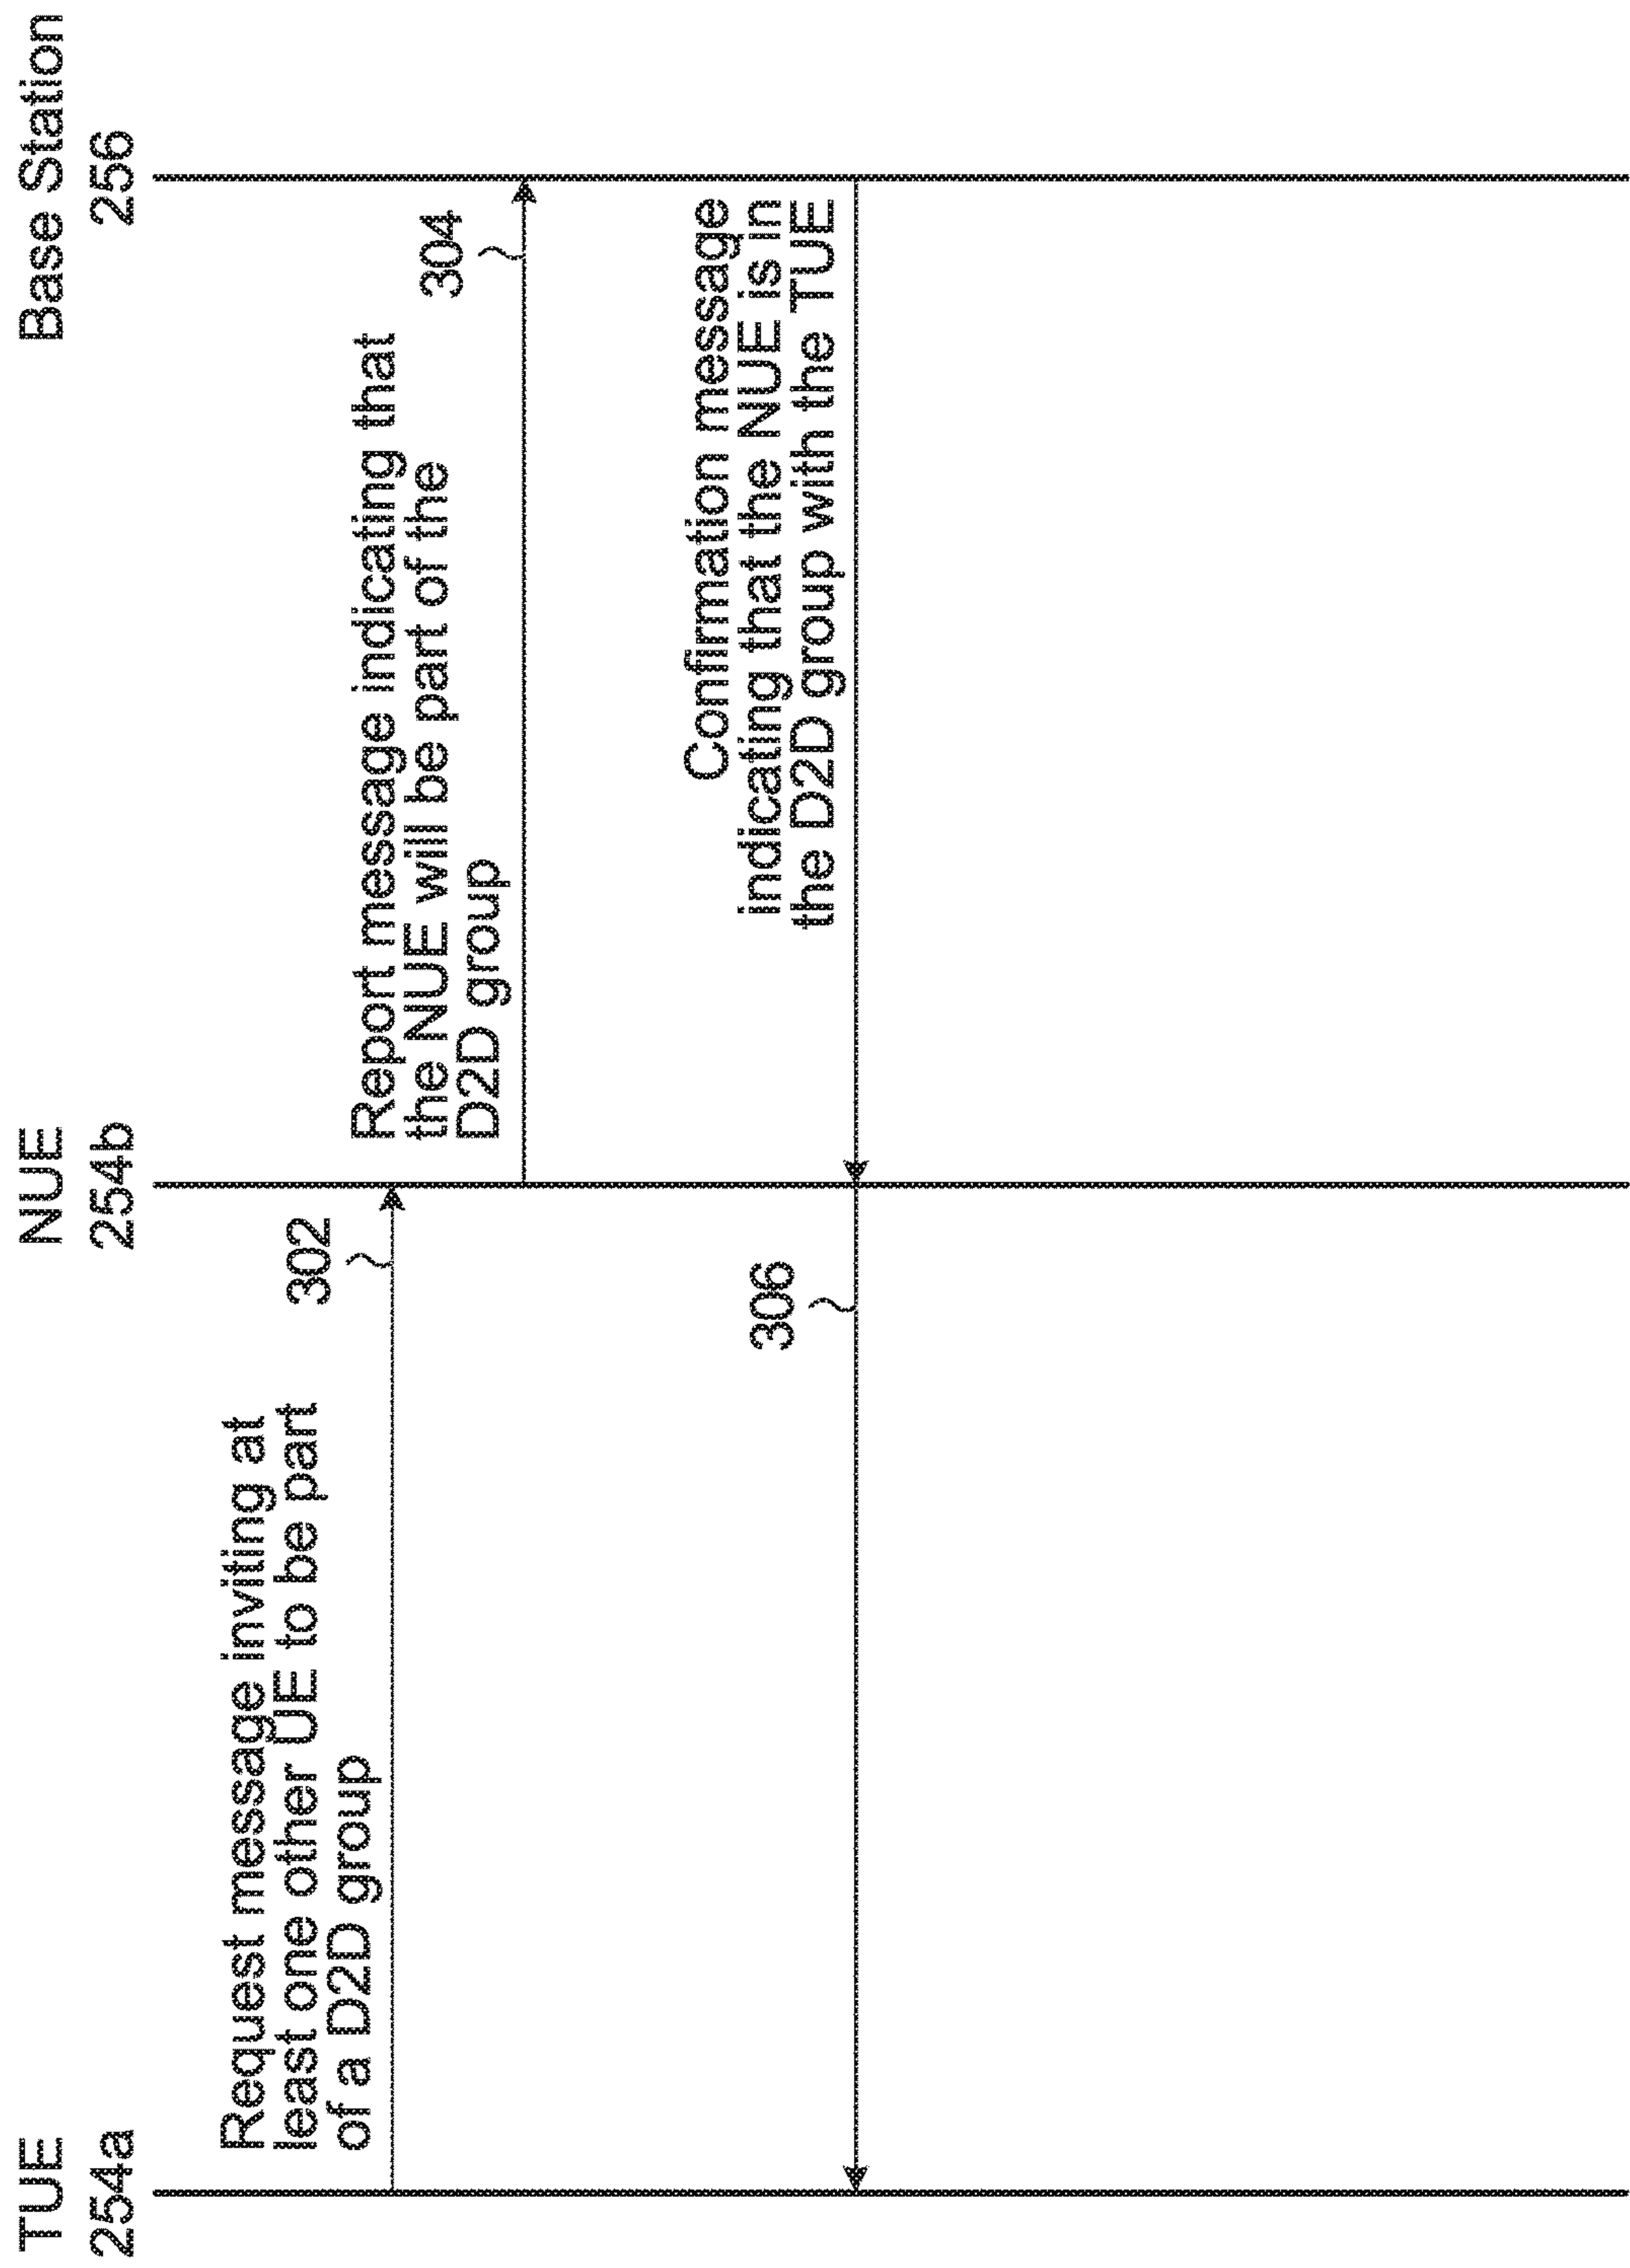 TUE
254a
NUE
254b
Base Station
256
Request message inviting at
least one other UE to be part
of a D2D group
302
Report message indicating that
the NUE will be part of the
D2D group
304
Confirmation message
indicating that the NUE is in
the D2D group with the TUE
306